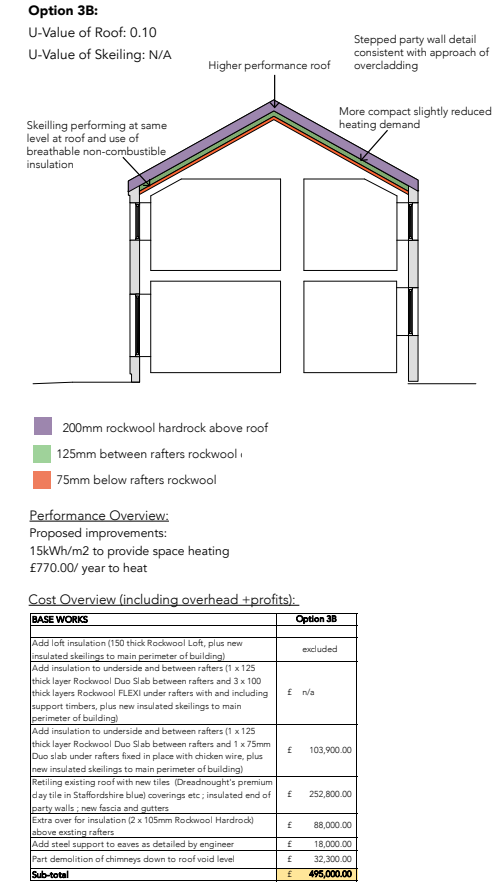 Option 3B:
U-Value of Roof: 0.10
U-Value of Skeiling: N/A
Stepped party wall detail
consistent with approach of
overcladding
Higher performance roof
More compact slightly reduced
heating demand
Skeilling performing at same
level at roof and use of
breathable non-combustible
insulation
200mm rockwool hardrock above roof
125mm between rafters rockwool
75mm below rafters rockwool
Performance Overview:
Proposed improvements:
15kWh/m2 to provide space heating
£770.00/ year to heat
Cost Overview (including overhead +profits):
BASE WORKS Option 3B
Add loft insulation (150 thick Rockwool Loft, plus new
insulated skeilings to main perimeter of building)
excluded
Add insulation to underside and between rafters (1 x 125
thick layer Rockwool Duo Slab between rafters and 3 x 100
thick layers Rockwool FLEXI under rafters with and including
support timbers, plus new insulated skeilings to main
perimeter of building)
£ n/a
Add insulation to underside and between rafters (1 x 125
thick layer Rockwool Duo Slab between rafters and 1 x 75mm
Duo slab under rafters fixed in place with chicken wire, plus
new insulated skeilings to main perimeter of building)
£ 103,900.00
Retiling existing roof with new tiles (Dreadnought's premium
clay tile in Staffordshire blue) coverings etc ; insulated end of
party walls ; new fascia and gutters
£ 252,800.00
Extra over for insulation (2 x 105mm Rockwool Hardrock)
above exsting rafters
£ 88,000.00
Add steel support to eaves as detailed by engineer £ 18,000.00
Part demolition of chimneys down to roof void level £ 32,300.00
Sub-total £ 495,000.00